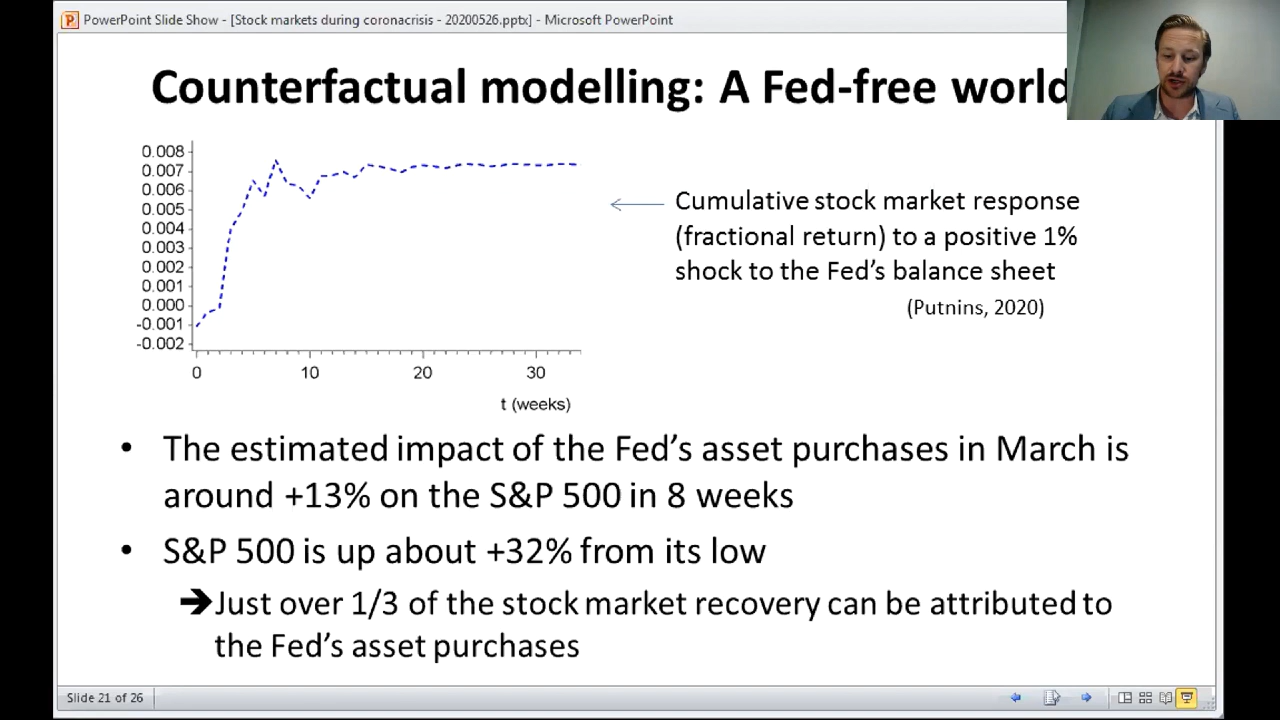 PowerPoint Slide Show - [Stock markets during coronacrisis - 20200526.pptx] - Microsoft PowerPoint
Counterfactual modelling: A Fed-free world
0.008
0.007
0.006
0.005
0.004
0.003
0.002
0.001
0.000
-0.001
-0.002
0 10 20 30
t (weeks)
Cumulative stock market response
(fractional return) to a positive 1%
shock to the Fed's balance sheet
(Putnins, 2020)
• The estimated impact of the Fed's asset purchases in March is
around +13% on the S&P 500 in 8 weeks
• S&P 500 is up about +32% from its low
➔Just over 1/3 of the stock market recovery can be attributed to
the Fed's asset purchases
Slide 21 of 26